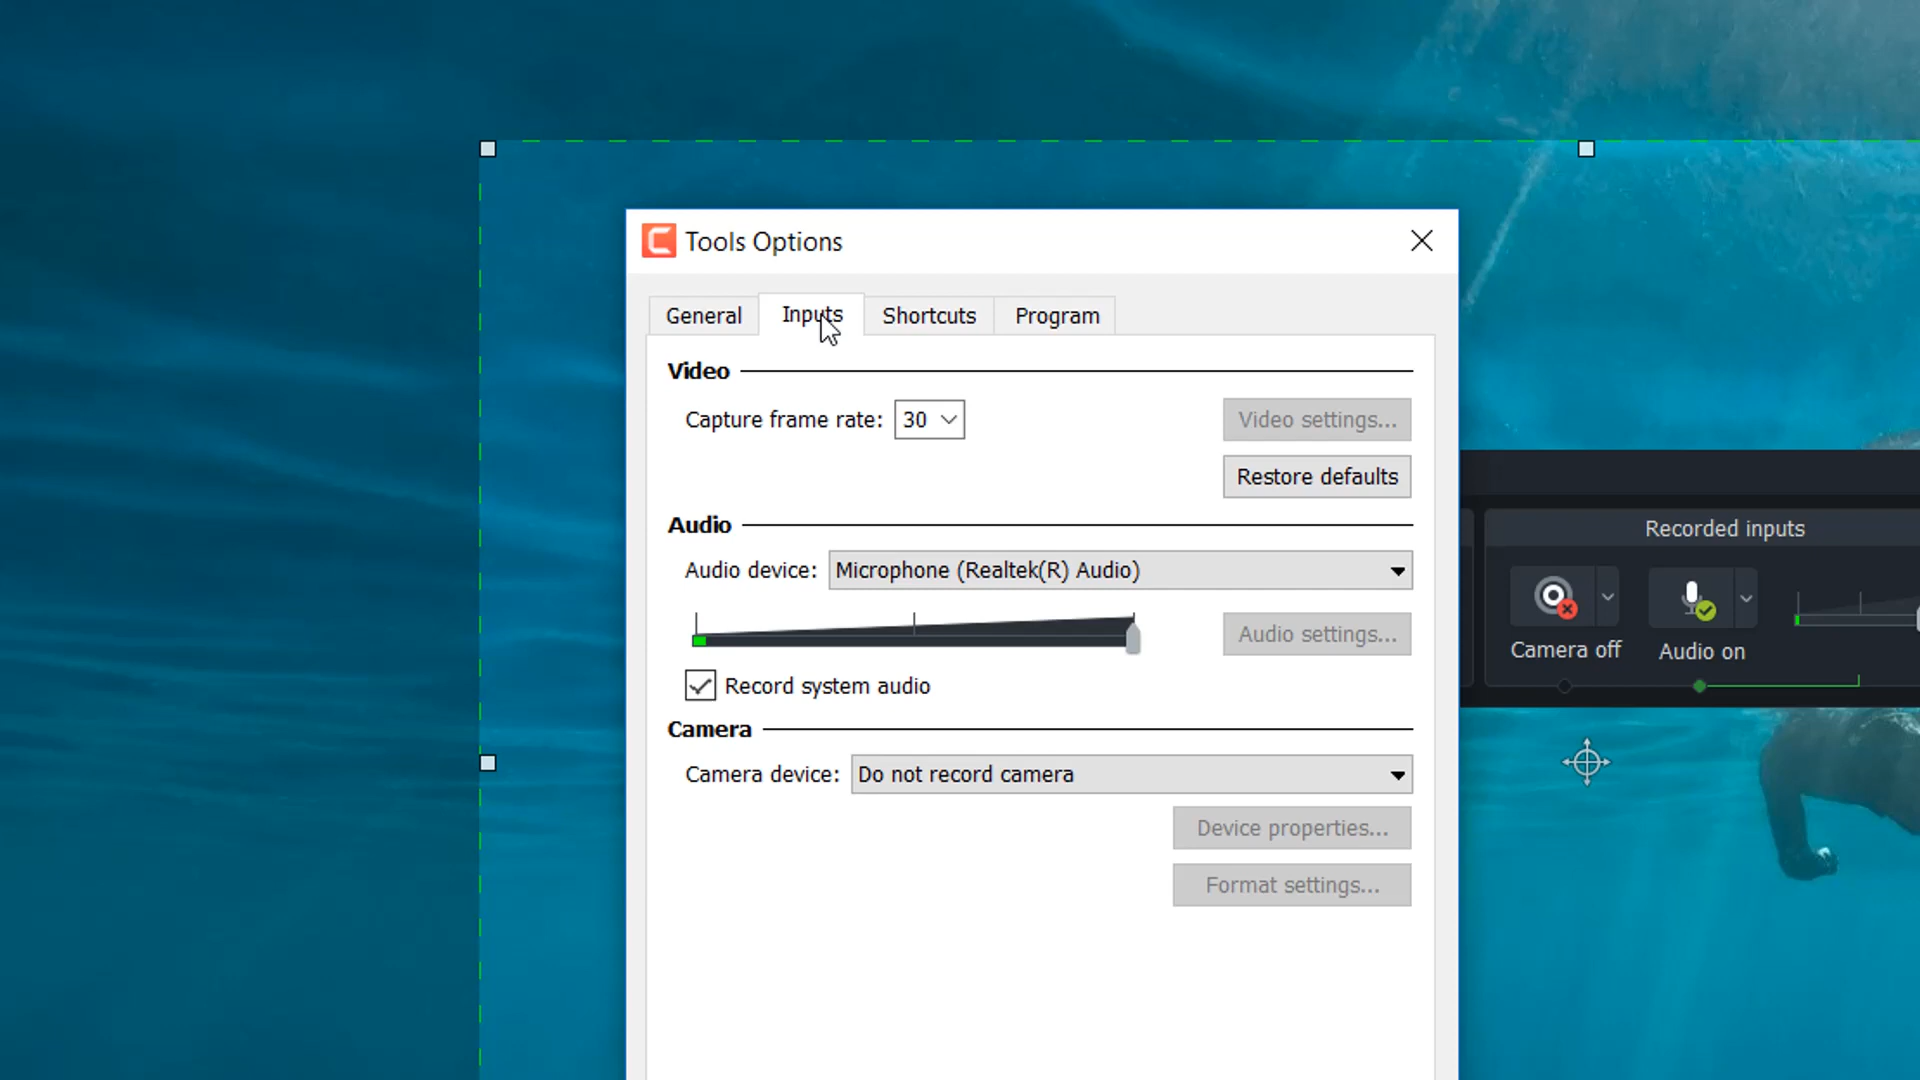 Tools Options
General Inputs Shortcuts Program
Video
Capture frame rate: 30 Video settings...
Restore defaults
Audio
Audio device: Microphone (Realtek(R) Audio)
Audio settings...
Record system audio
Camera
Camera device: Do not record camera
Device properties...
Format settings...
Recorded inputs
Camera off Audio on